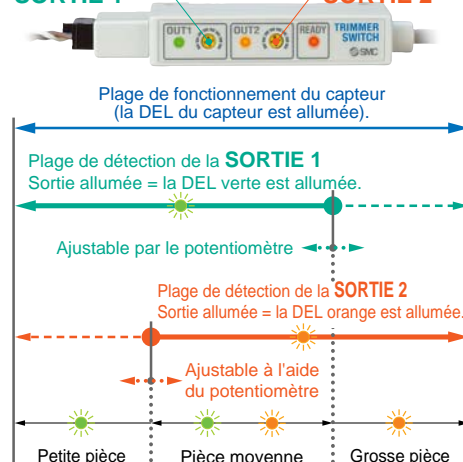 SORTIE 1
SORTIE 2
OUT1
OUT2
READY
TRIMMER
SWITCH
SMC
Plage de fonctionnement du capteur
(la DEL du capteur est allumée).
Plage de détection de la SORTIE 1
Sortie allumée = la DEL verte est allumée.
Ajustable par le potentiomètre
Plage de détection de la SORTIE 2
Sortie allumée = la DEL orange est allumée.
Ajustable à l'aide
du potentiomètre
Petite pièce
Pièce moyenne
Grosse pièce